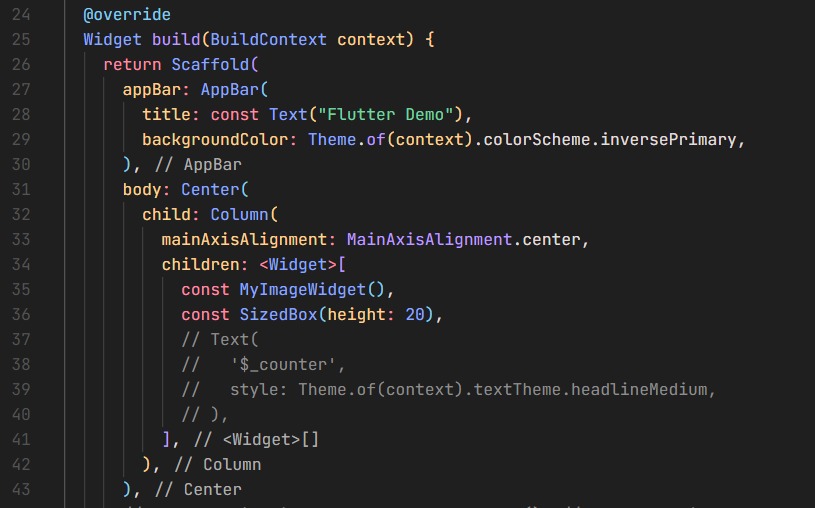 24 @override
25 Widget build(BuildContext context) {
26 return Scaffold(
27 appBar: AppBar(
28 title: const Text("Flutter Demo"),
29 backgroundColor: Theme.of(context).colorScheme.inversePrimary,
30 ), // AppBar
31 body: Center(
32 child: Column(
33 mainAxisAlignment: MainAxisAlignment.center,
34 children: <Widget>[
35 const MyImageWidget(),
36 const SizedBox(height: 20),
37 // Text(
38 //   '$_counter',
39 //   style: Theme.of(context).textTheme.headlineMedium,
40 // ),
41 ], // <Widget>[]
42 ), // Column
43 ), // Center